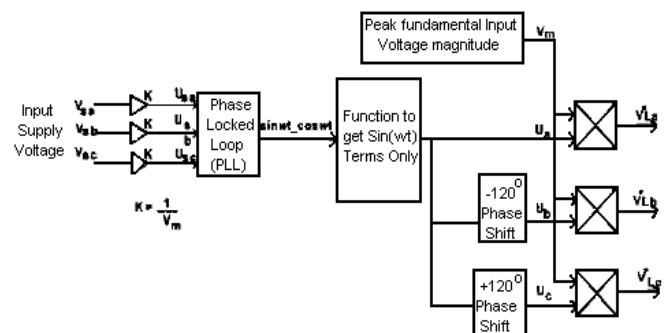 Peak fundamental Input
Voltage magnitude
Vm
Input
Supply
Voltage
Vsa
K
Usa
Vsb
K
Us
b
Vsc
K
Usc
K = 1
Vm
Phase
Locked
Loop
(PLL)
sinwt_coswt
Function to
get Sin(wt)
Terms Only
Ua
V*La
-120°
Phase
Shift
Ub
V*Lb
+120°
Phase
Shift
Uc
V*Lc